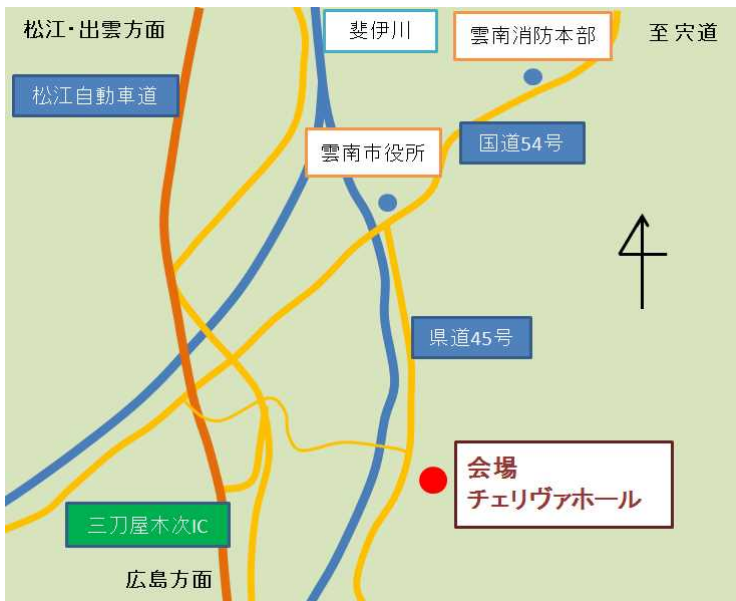 松江・出雲方面
斐伊川
雲南消防本部
至 宍道
松江自動車道
国道54号
雲南市役所
県道45号
会場
チェリヴァホール
三刀屋木次IC
広島方面